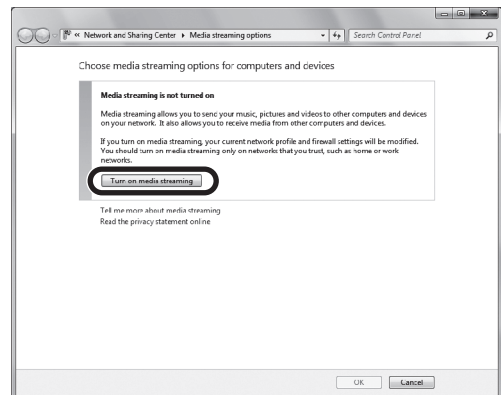 « Network and Sharing Center ▸ Media streaming options
Search Control Panel
Choose media streaming options for computers and devices
Media streaming is not turned on
Media streaming allows you to send your music, pictures and videos to other computers and devices
on your network. It also allows you to receive media from other computers and devices.
If you turn on media streaming, your current network profile and firewall settings will be modified.
You should turn on media streaming only on networks that you trust, such as home or work
networks.
Turn on media streaming
Tell me more about media streaming
Read the privacy statement online
OK
Cancel